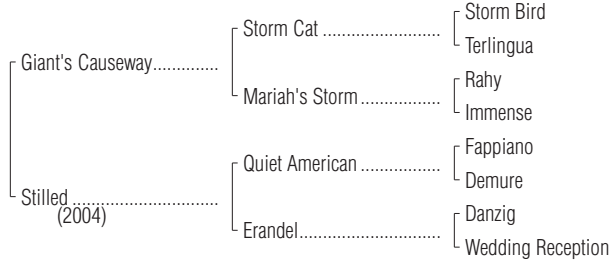 Storm Bird
Storm Cat ........................
Terlingua
Giant's Causeway..............
Rahy
Mariah's Storm .................
Immense
Fappiano
Quiet American .................
Demure
Stilled ...............................
(2004)
Danzig
Erandel..............................
Wedding Reception